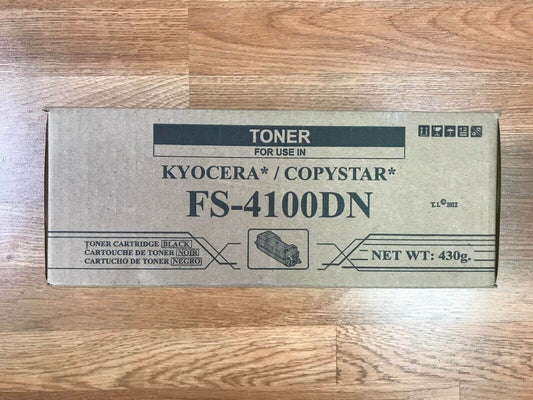 TONER
FOR USE IN
KYOCERA* / COPYSTAR*
FS-4100DN
T.I.©2012
TONER CARTRIDGE BLACK
CARTOUCHE DE TONER NOIR
CARTUCHO DE TONER NEGRO
NET WT: 430g.